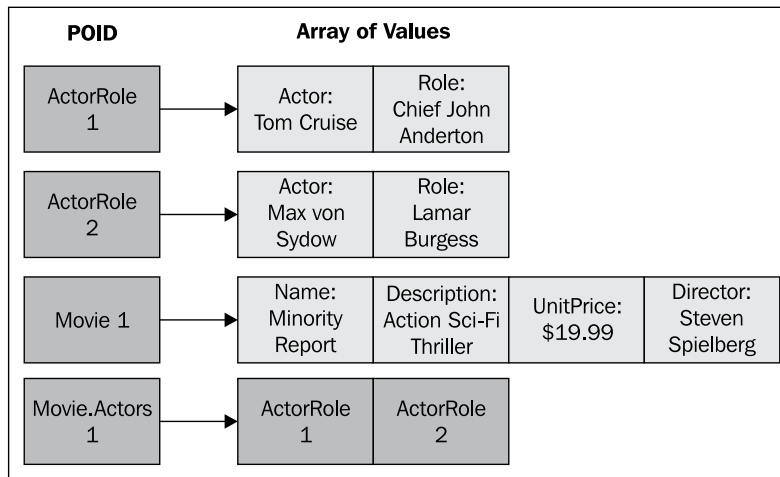 POID
Array of Values
ActorRole
1
Actor:
Tom Cruise
Role:
Chief John
Anderton
ActorRole
2
Actor:
Max von
Sydow
Role:
Lamar
Burgess
Movie 1
Name:
Minority
Report
Description:
Action Sci-Fi
Thriller
UnitPrice:
$19.99
Director:
Steven
Spielberg
Movie.Actors
1
ActorRole
1
ActorRole
2